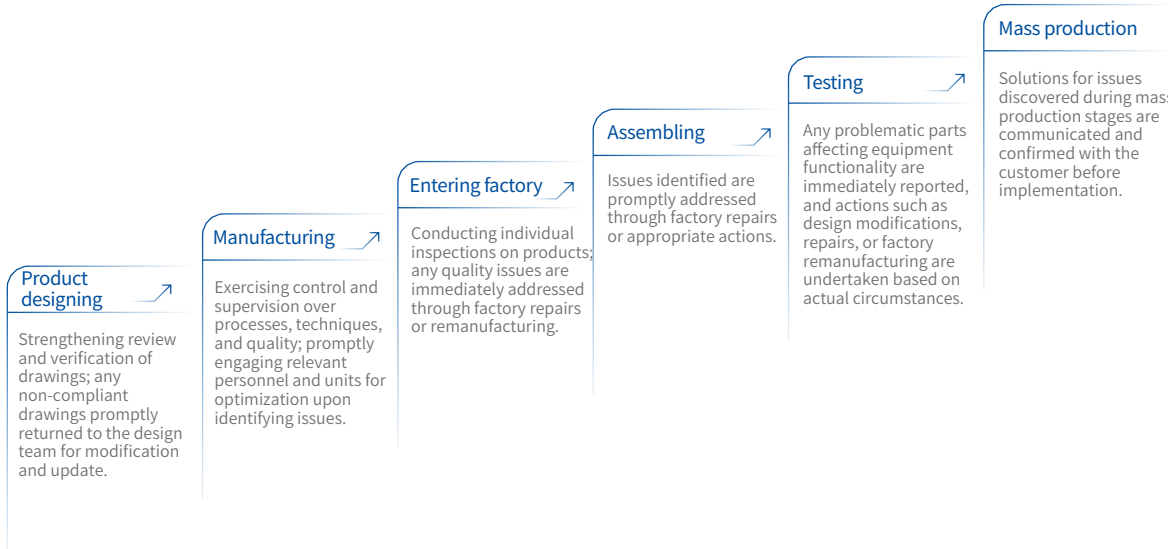 Product
designing
Strengthening review
and verification of
drawings; any
non-compliant
drawings promptly
returned to the design
team for modification
and update.
Manufacturing
Exercising control and
supervision over
processes, techniques,
and quality; promptly
engaging relevant
personnel and units for
optimization upon
identifying issues.
Entering factory
Conducting individual
inspections on products;
any quality issues are
immediately addressed
through factory repairs
or remanufacturing.
Assembling
Issues identified are
promptly addressed
through factory repairs
or appropriate actions.
Testing
Any problematic parts
affecting equipment
functionality are
immediately reported,
and actions such as
design modifications,
repairs, or factory
remanufacturing are
undertaken based on
actual circumstances.
Mass production
Solutions for issues
discovered during mass
production stages are
communicated and
confirmed with the
customer before
implementation.